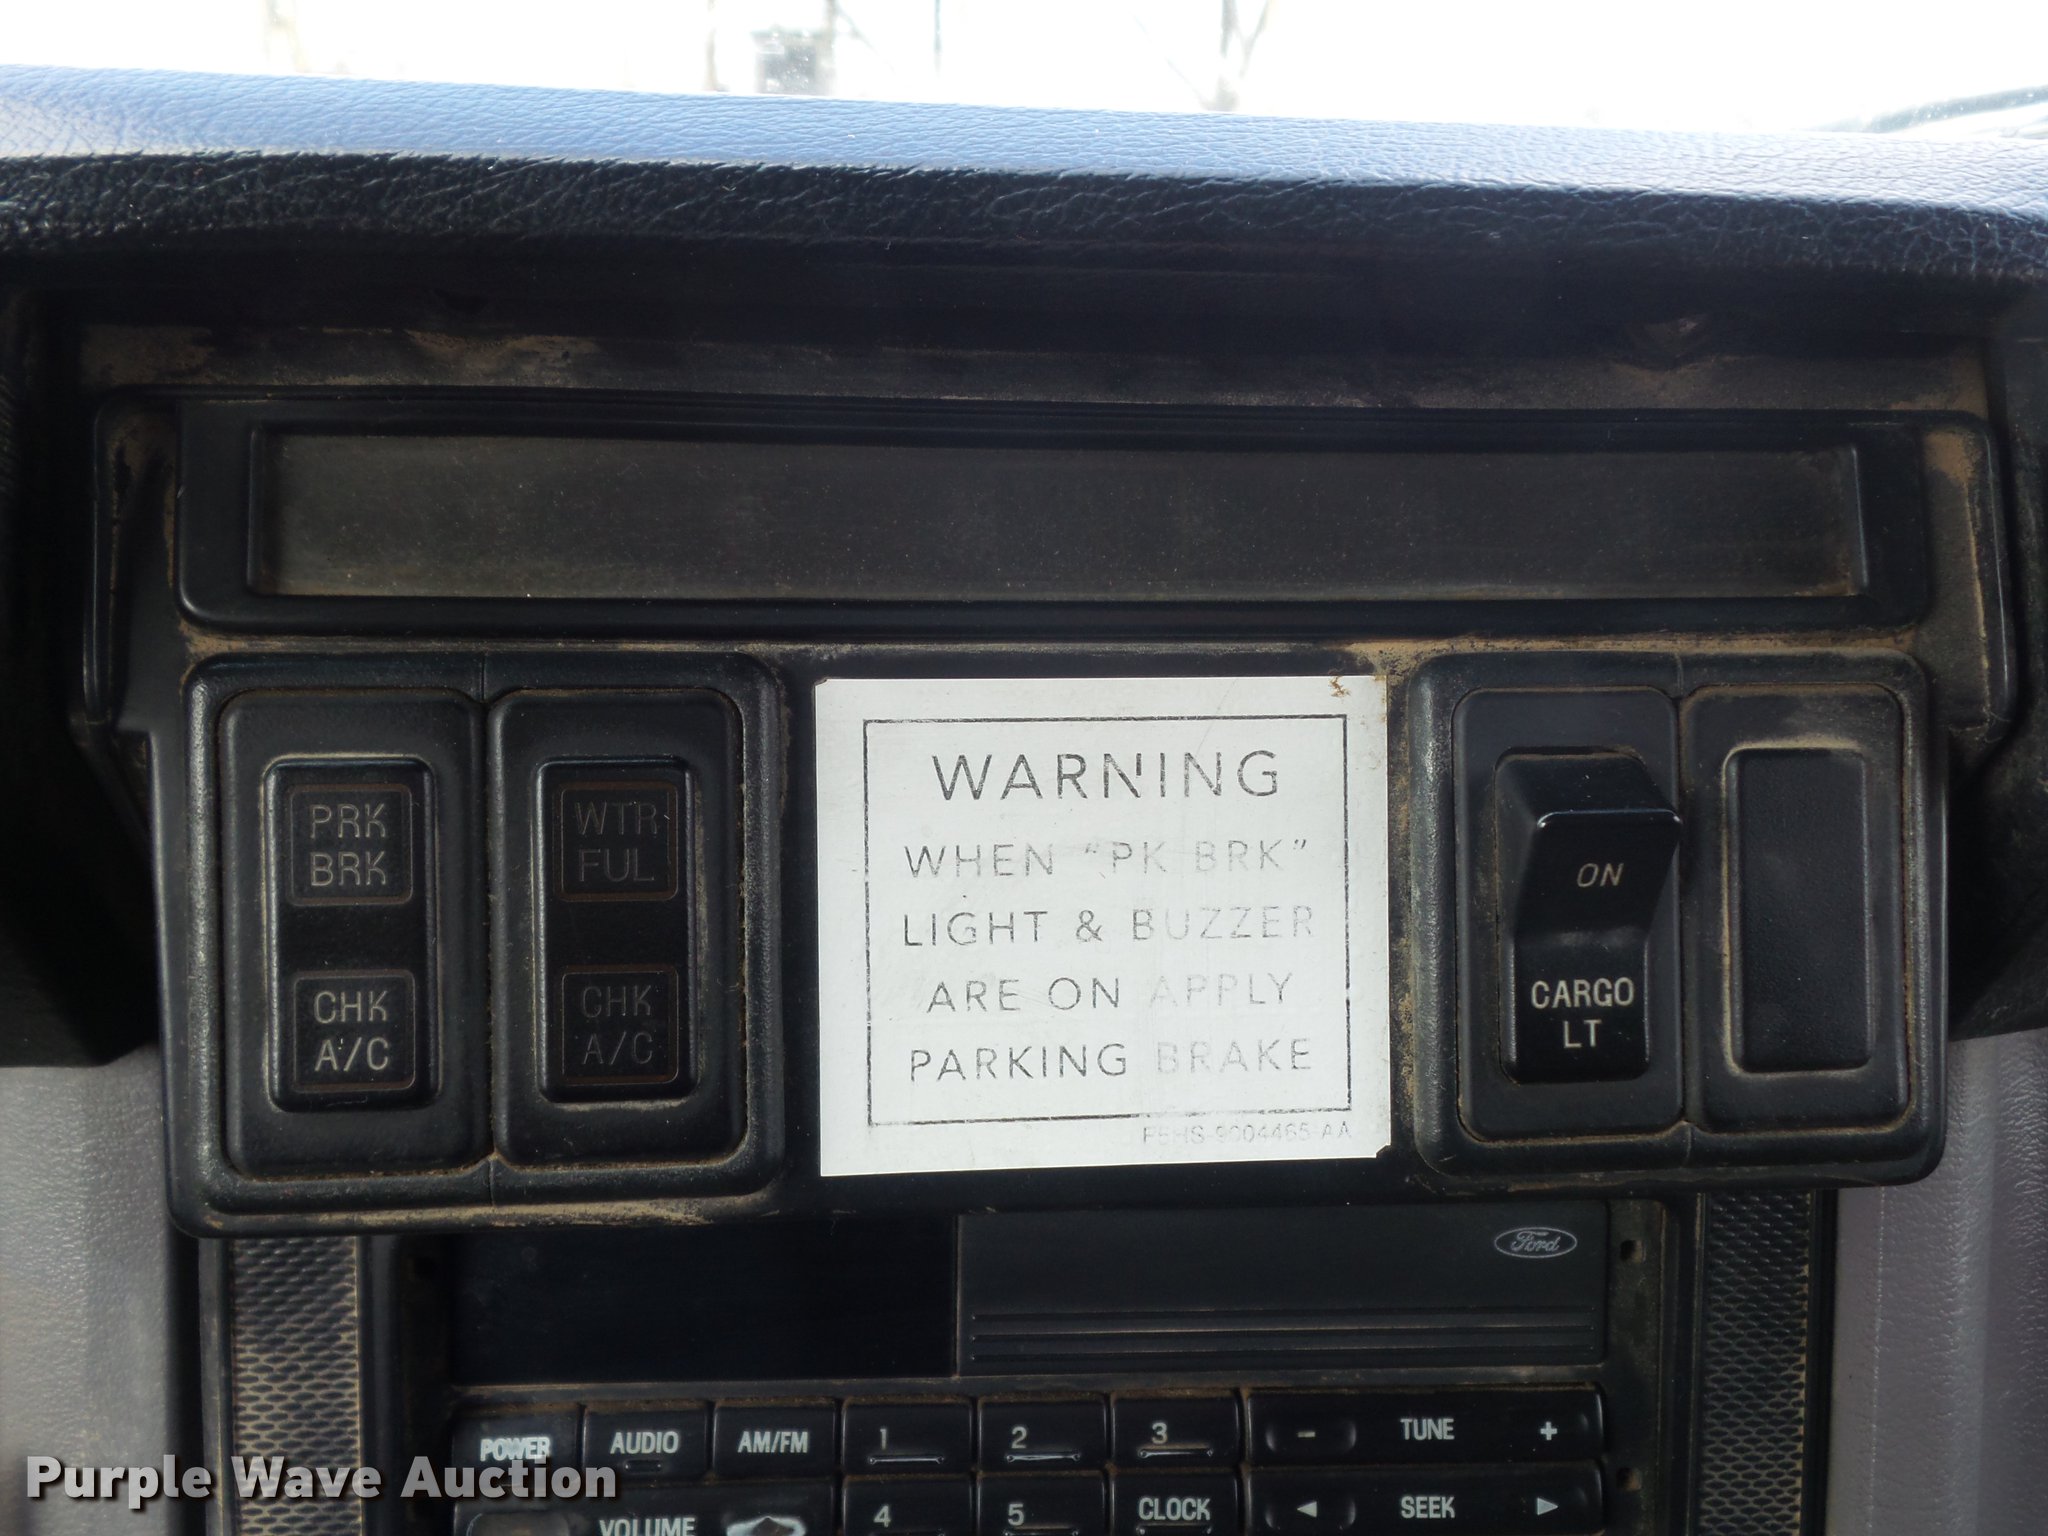 PRK
BRK
CHK
A/C
WTR
FUL
CHK
A/C
WARNING
WHEN "PK BRK"
LIGHT & BUZZER
ARE ON APPLY
PARKING BRAKE
ON
CARGO
LT
Ford
POWER AUDIO AM/FM 1 2 3 - TUNE +
VOLUME 4 5 CLOCK SEEK
Purple Wave Auction